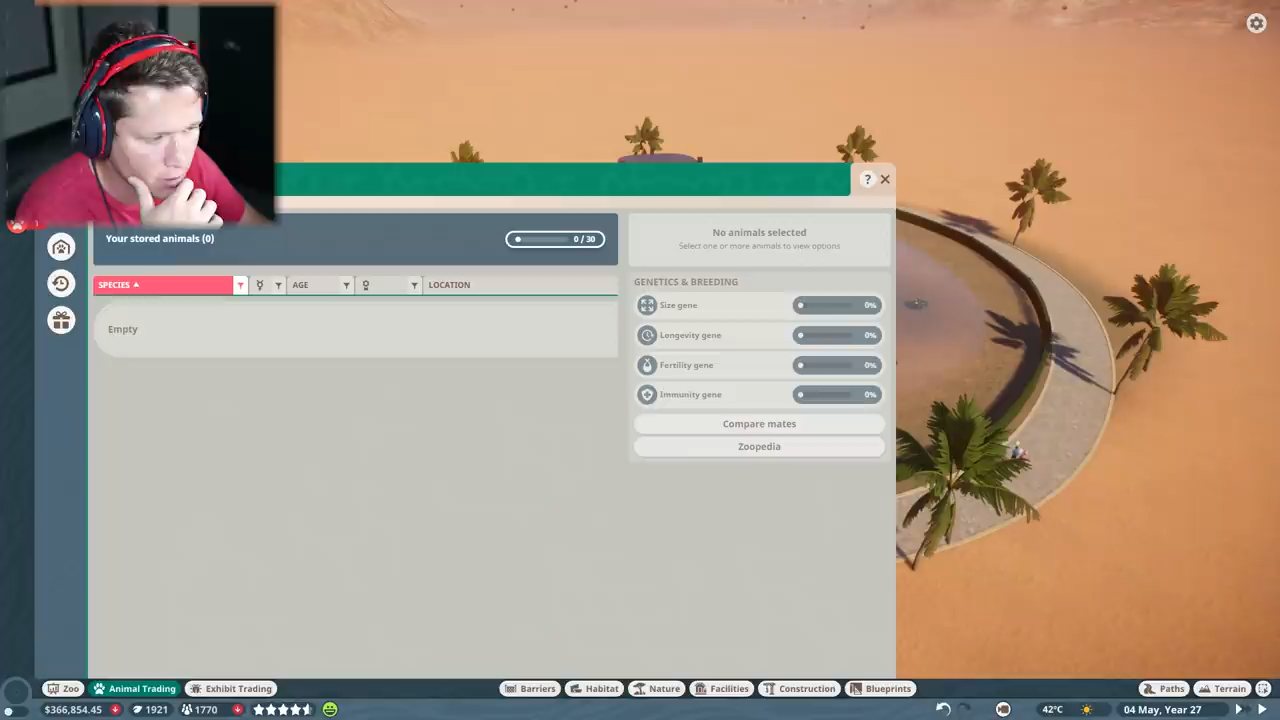 Your stored animals (0)
0 / 30
No animals selected
Select one or more animals to view options
SPECIES
AGE
LOCATION
Empty
GENETICS & BREEDING
Size gene
0%
Longevity gene
0%
Fertility gene
0%
Immunity gene
0%
Compare mates
Zoopedia
Zoo
Animal Trading
Exhibit Trading
Barriers
Habitat
Nature
Facilities
Construction
Blueprints
Paths
Terrain
$366,854.45
1921
1770
42°C
04 May, Year 27